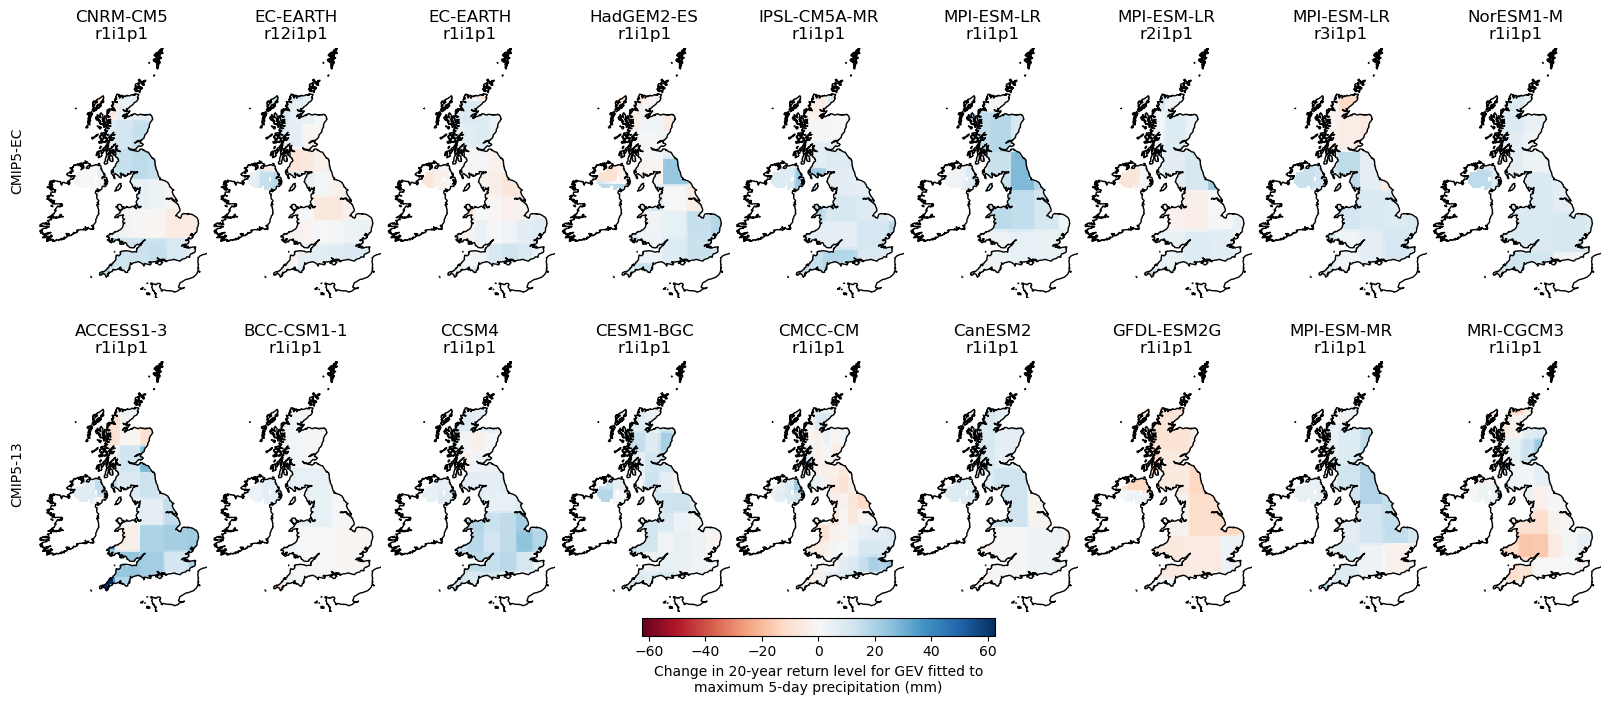 CNRM-CM5 EC-EARTH EC-EARTH HadGEM2-ES IPSL-CM5A-MR MPI-ESM-LR MPI-ESM-LR MPI-ESM-LR NorESM1-M
r1i1p1 r12i1p1 r1i1p1 r1i1p1 r1i1p1 r1i1p1 r2i1p1 r3i1p1 r1i1p1
CMIP5-EC
ACCESS1-3 BCC-CSM1-1 CCSM4 CESM1-BGC CMCC-CM CanESM2 GFDL-ESM2G MPI-ESM-MR MRI-CGCM3
r1i1p1 r1i1p1 r1i1p1 r1i1p1 r1i1p1 r1i1p1 r1i1p1 r1i1p1 r1i1p1
CMIP5-13
−60 −40 −20 0 20 40 60
Change in 20-year return level for GEV fitted to
maximum 5-day precipitation (mm)